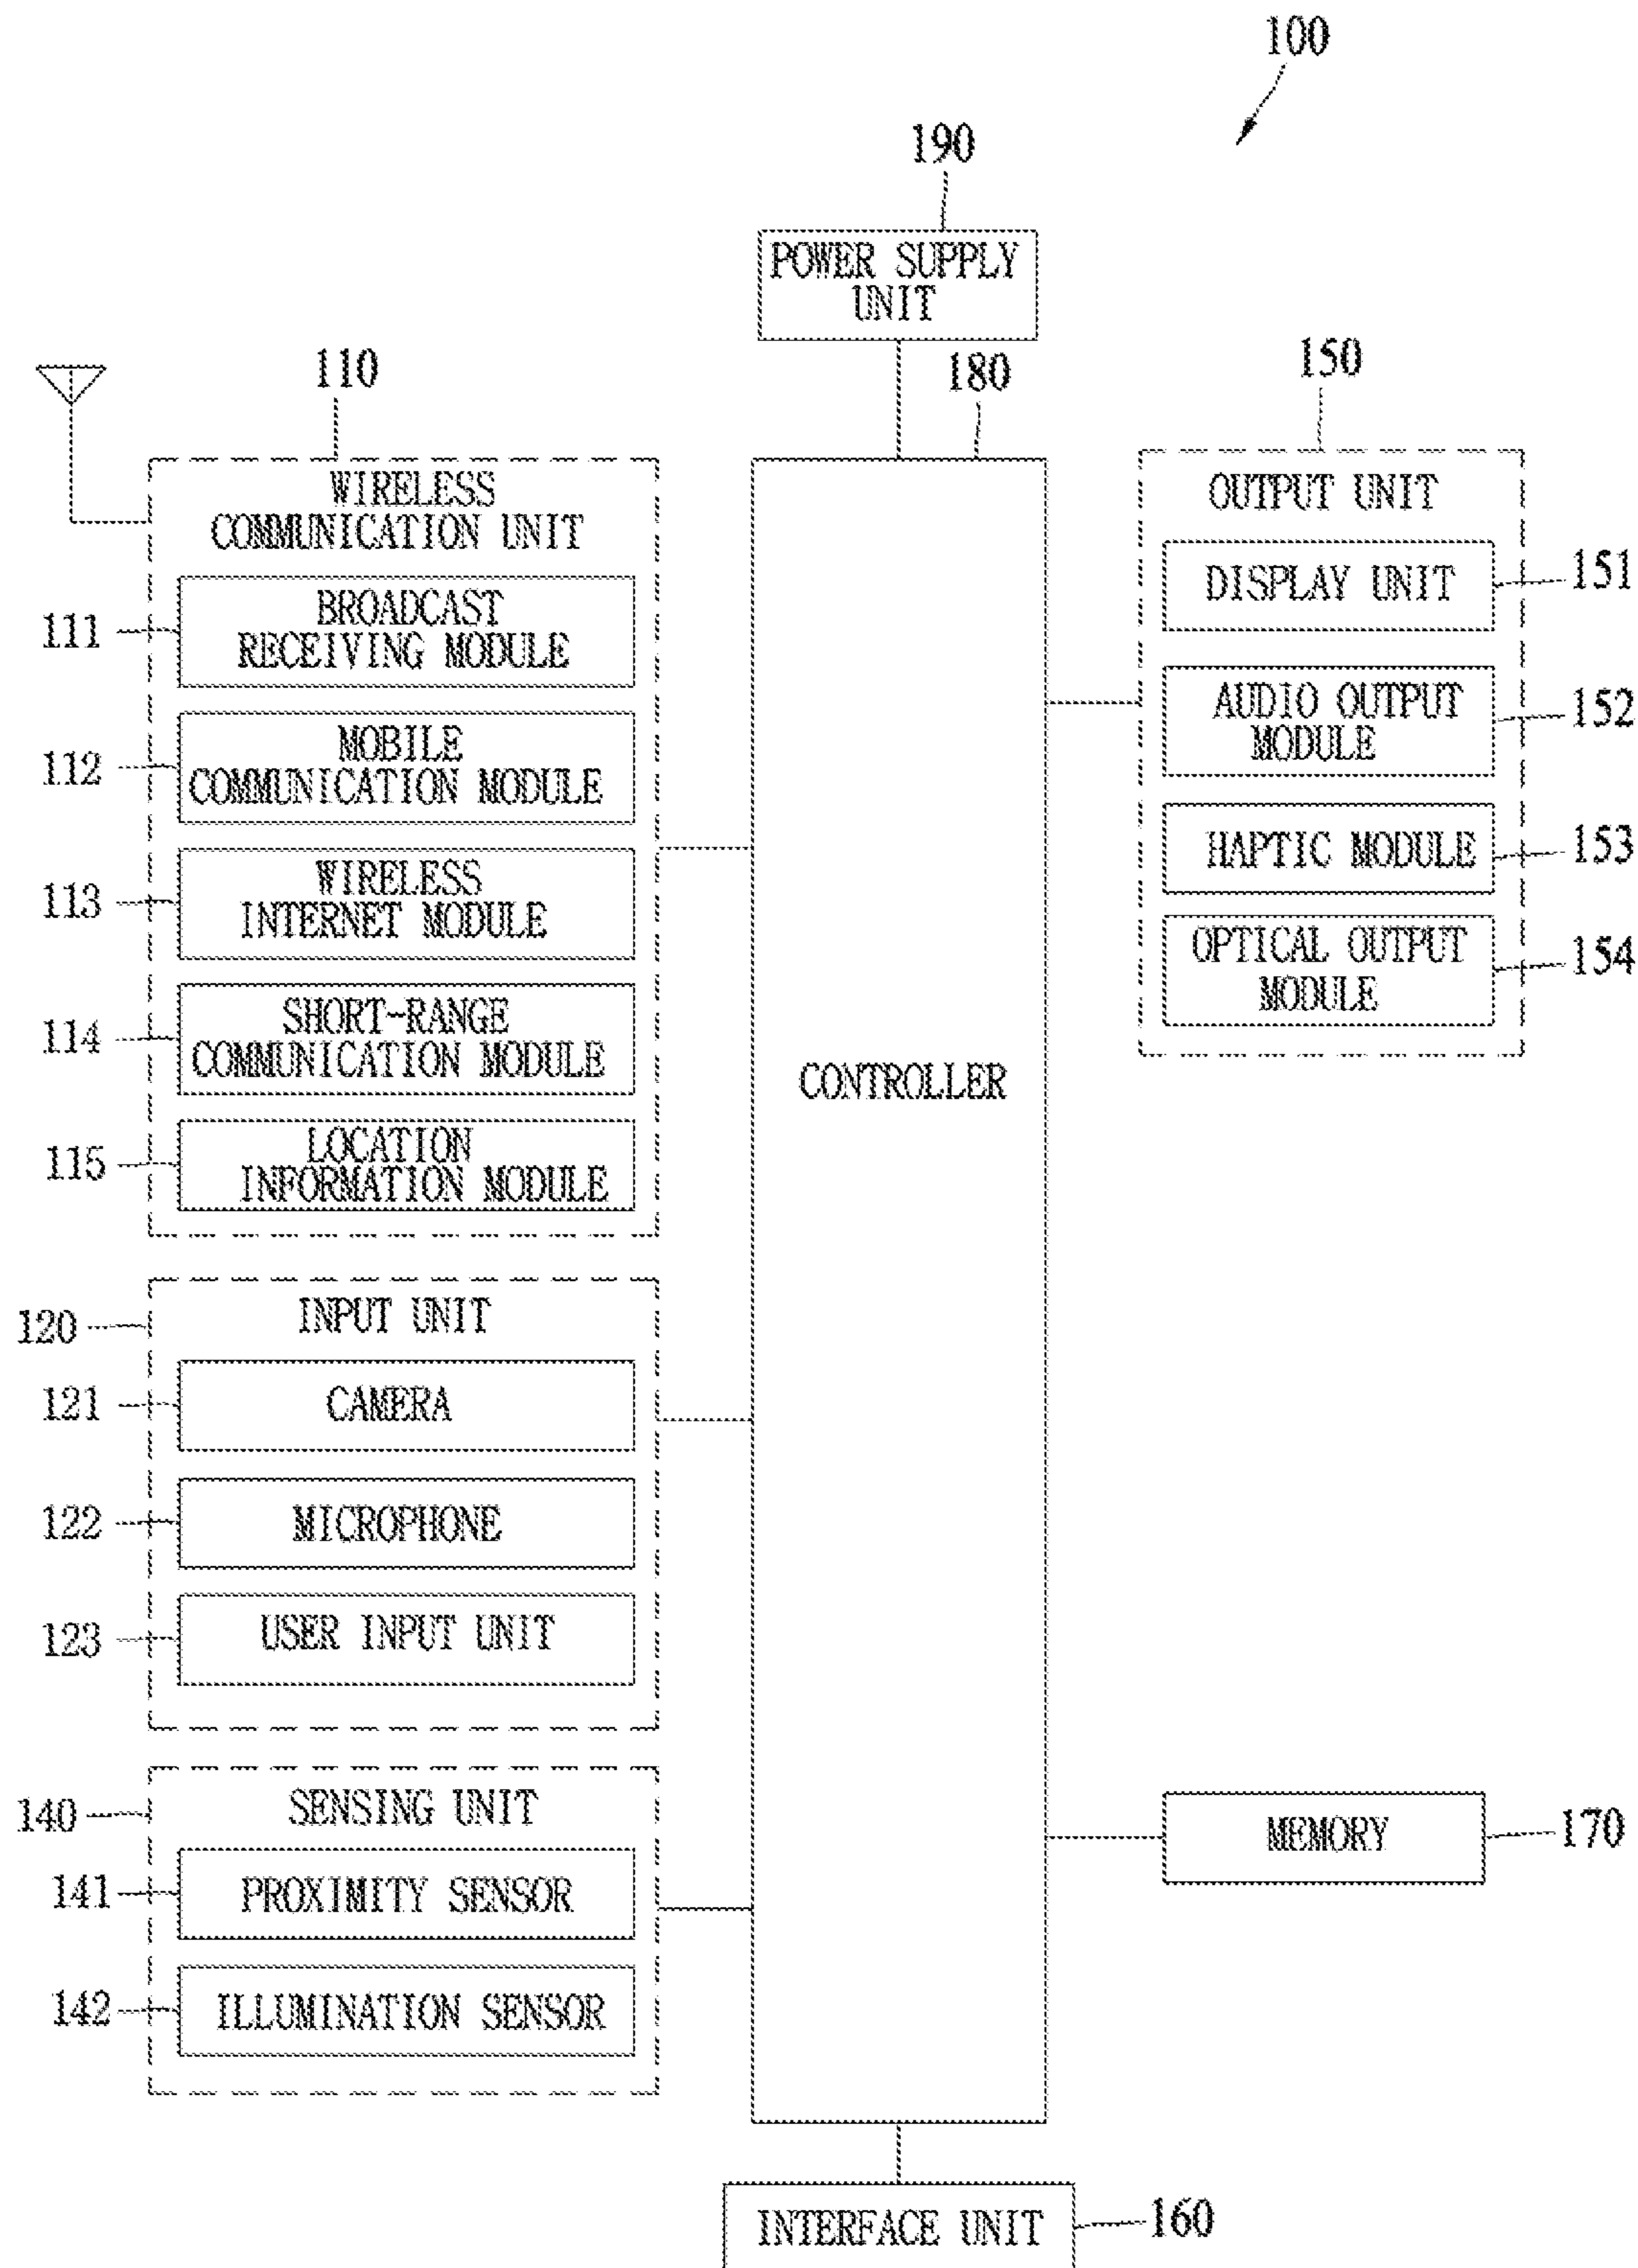 100
190
POWER SUPPLY
UNIT
110
180
150
WIRELESS
COMMUNICATION UNIT
111
BROADCAST
RECEIVING MODULE
112
MOBILE
COMMUNICATION MODULE
113
WIRELESS
INTERNET MODULE
114
SHORT-RANGE
COMMUNICATION MODULE
115
LOCATION
INFORMATION MODULE
120
INPUT UNIT
121
CAMERA
122
MICROPHONE
123
USER INPUT UNIT
140
SENSING UNIT
141
PROXIMITY SENSOR
142
ILLUMINATION SENSOR
CONTROLLER
OUTPUT UNIT
DISPLAY UNIT
151
AUDIO OUTPUT
MODULE
152
HAPTIC MODULE
153
OPTICAL OUTPUT
MODULE
154
MEMORY
170
INTERFACE UNIT
160